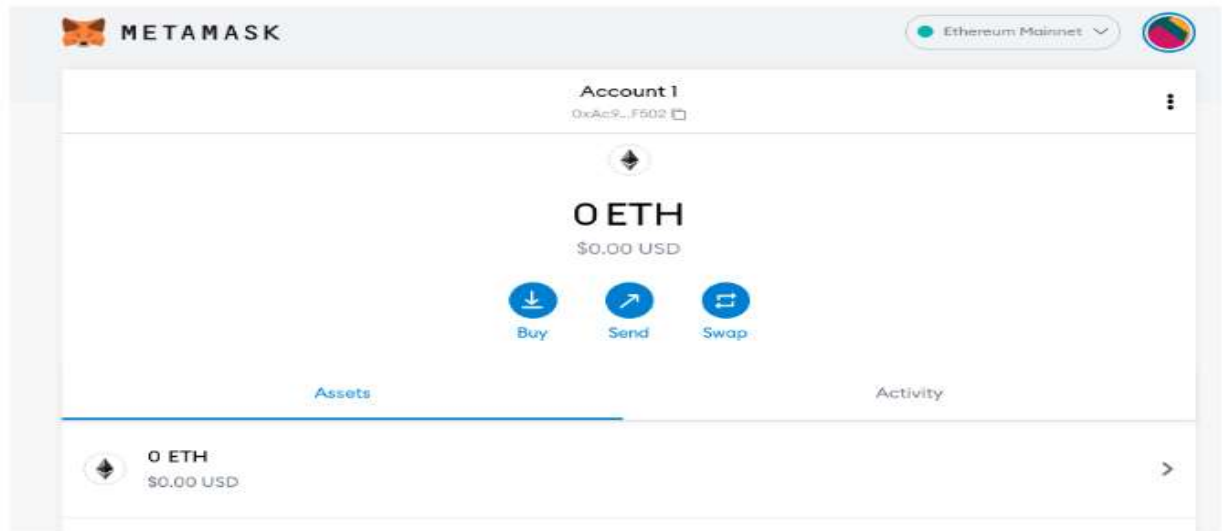 METAMASK
Ethereum Mainnet
Account 1
0xAc9...F502
0 ETH
$0.00 USD
Buy
Send
Swap
Assets
Activity
0 ETH
$0.00 USD